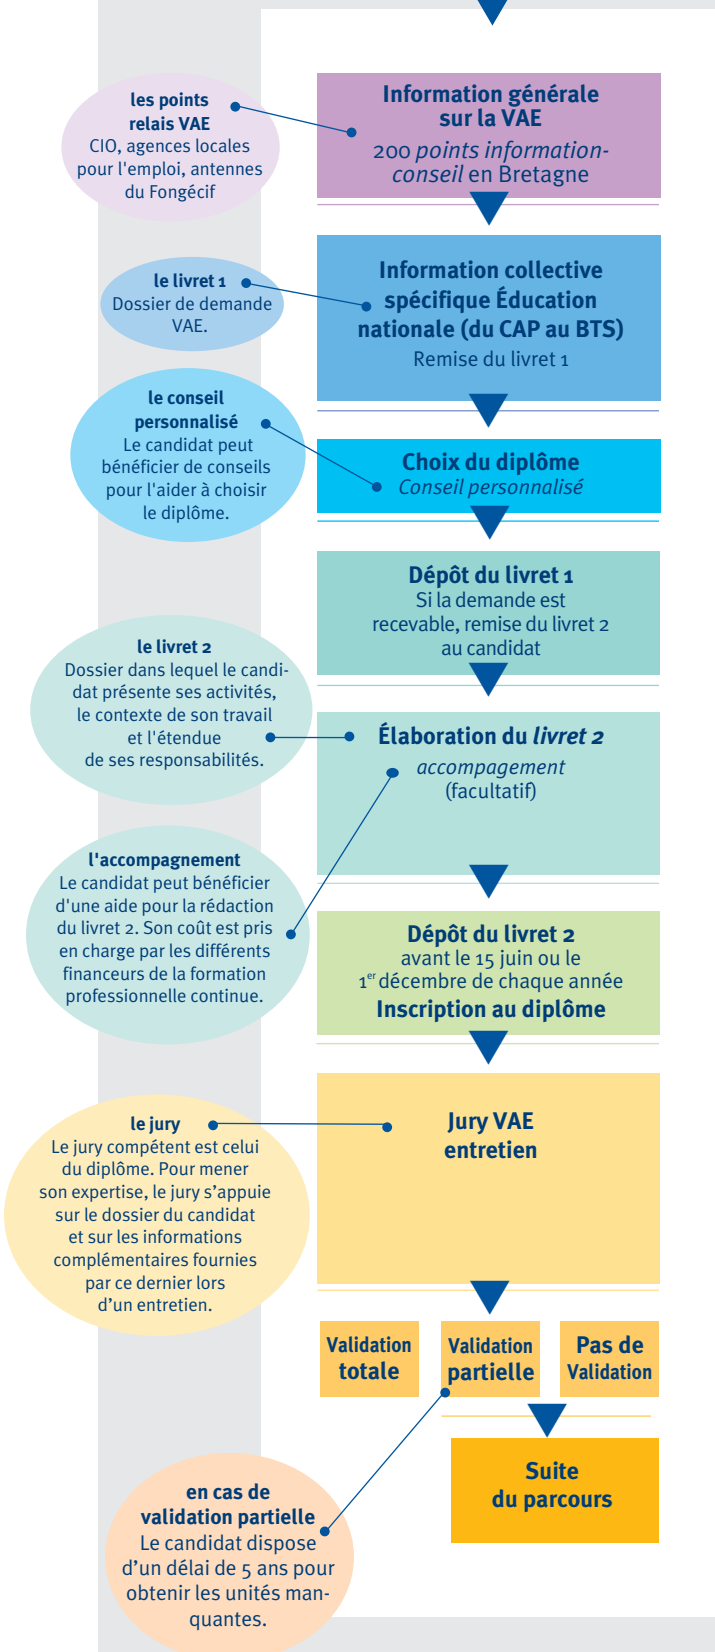 les points
relais VAE
CIO, agences locales
pour l'emploi, antennes
du Fongécif
Information générale
sur la VAE
200 points information-
conseil en Bretagne
le livret 1
Dossier de demande
VAE.
Information collective
spécifique Éducation
nationale (du CAP au BTS)
Remise du livret 1
le conseil
personnalisé
Le candidat peut
bénéficier de conseils
pour l'aider à choisir
le diplôme.
Choix du diplôme
Conseil personnalisé
Dépôt du livret 1
Si la demande est
recevable, remise du livret 2
au candidat
le livret 2
Dossier dans lequel le candi-
dat présente ses activités,
le contexte de son travail
et l'étendue
de ses responsabilités.
Élaboration du livret 2
accompagement
(facultatif)
l'accompagnement
Le candidat peut bénéficier
d'une aide pour la rédaction
du livret 2. Son coût est pris
en charge par les différents
financeurs de la formation
professionnelle continue.
Dépôt du livret 2
avant le 15 juin ou le
1er décembre de chaque année
Inscription au diplôme
le jury
Le jury compétent est celui
du diplôme. Pour mener
son expertise, le jury s’appuie
sur le dossier du candidat
et sur les informations
complémentaires fournies
par ce dernier lors
d’un entretien.
Jury VAE
entretien
Validation
totale
Validation
partielle
Pas de
Validation
Suite
du parcours
en cas de
validation partielle
Le candidat dispose
d’un délai de 5 ans pour
obtenir les unités man-
quantes.